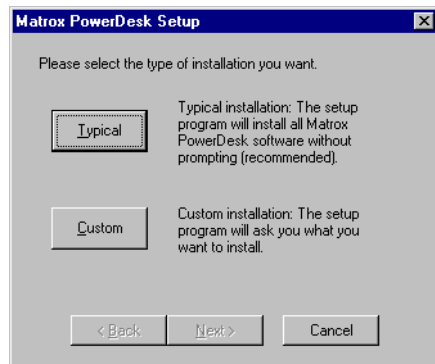 Matrox PowerDesk Setup
Please select the type of installation you want.
Typical
Typical installation: The setup
program will install all Matrox
PowerDesk software without
prompting (recommended).
Custom
Custom installation: The setup
program will ask you what you
want to install.
< Back Next > Cancel